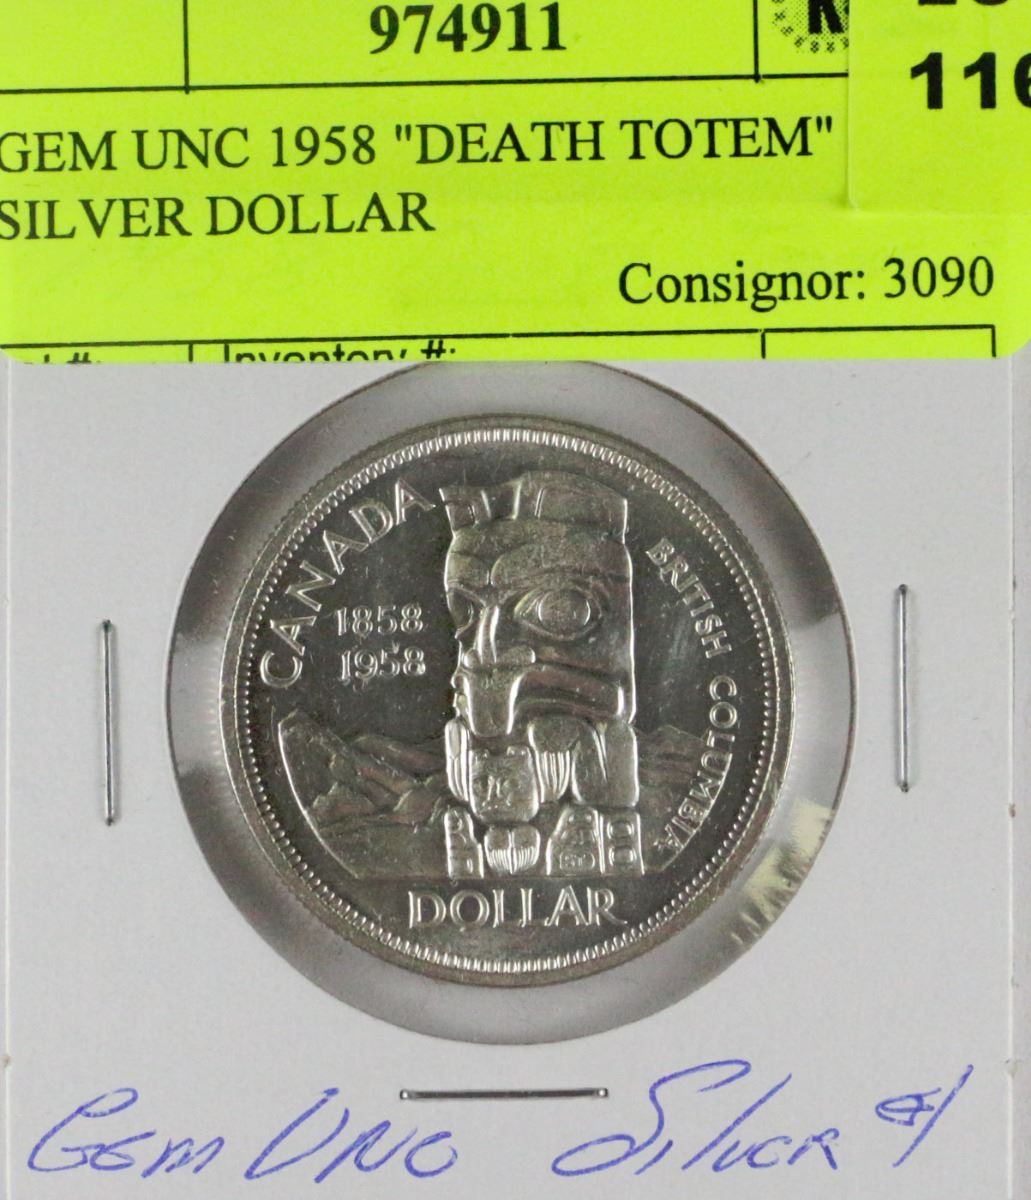 974911
116
GEM UNC 1958 "DEATH TOTEM"
SILVER DOLLAR
Consignor: 3090
Inventory #:
CANADA
1858
1958
BRITISH COLUMBIA
DOLLAR
Gem UNC Silver #1